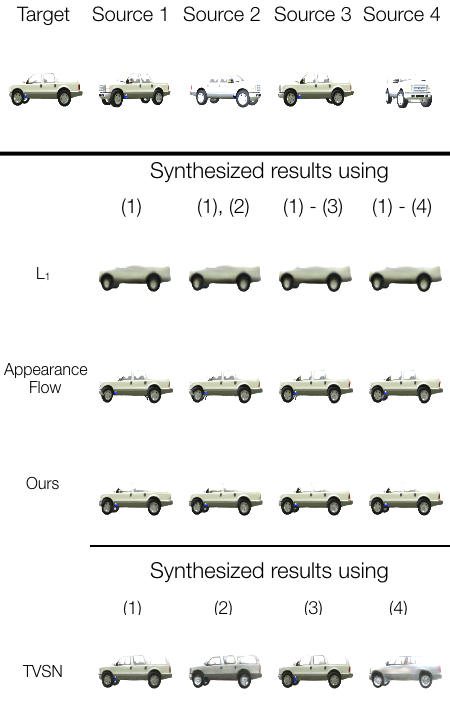 Target Source 1 Source 2 Source 3 Source 4
Synthesized results using
(1) (1), (2) (1) - (3) (1) - (4)
L₁
Appearance
Flow
Ours
Synthesized results using
(1) (2) (3) (4)
TVSN